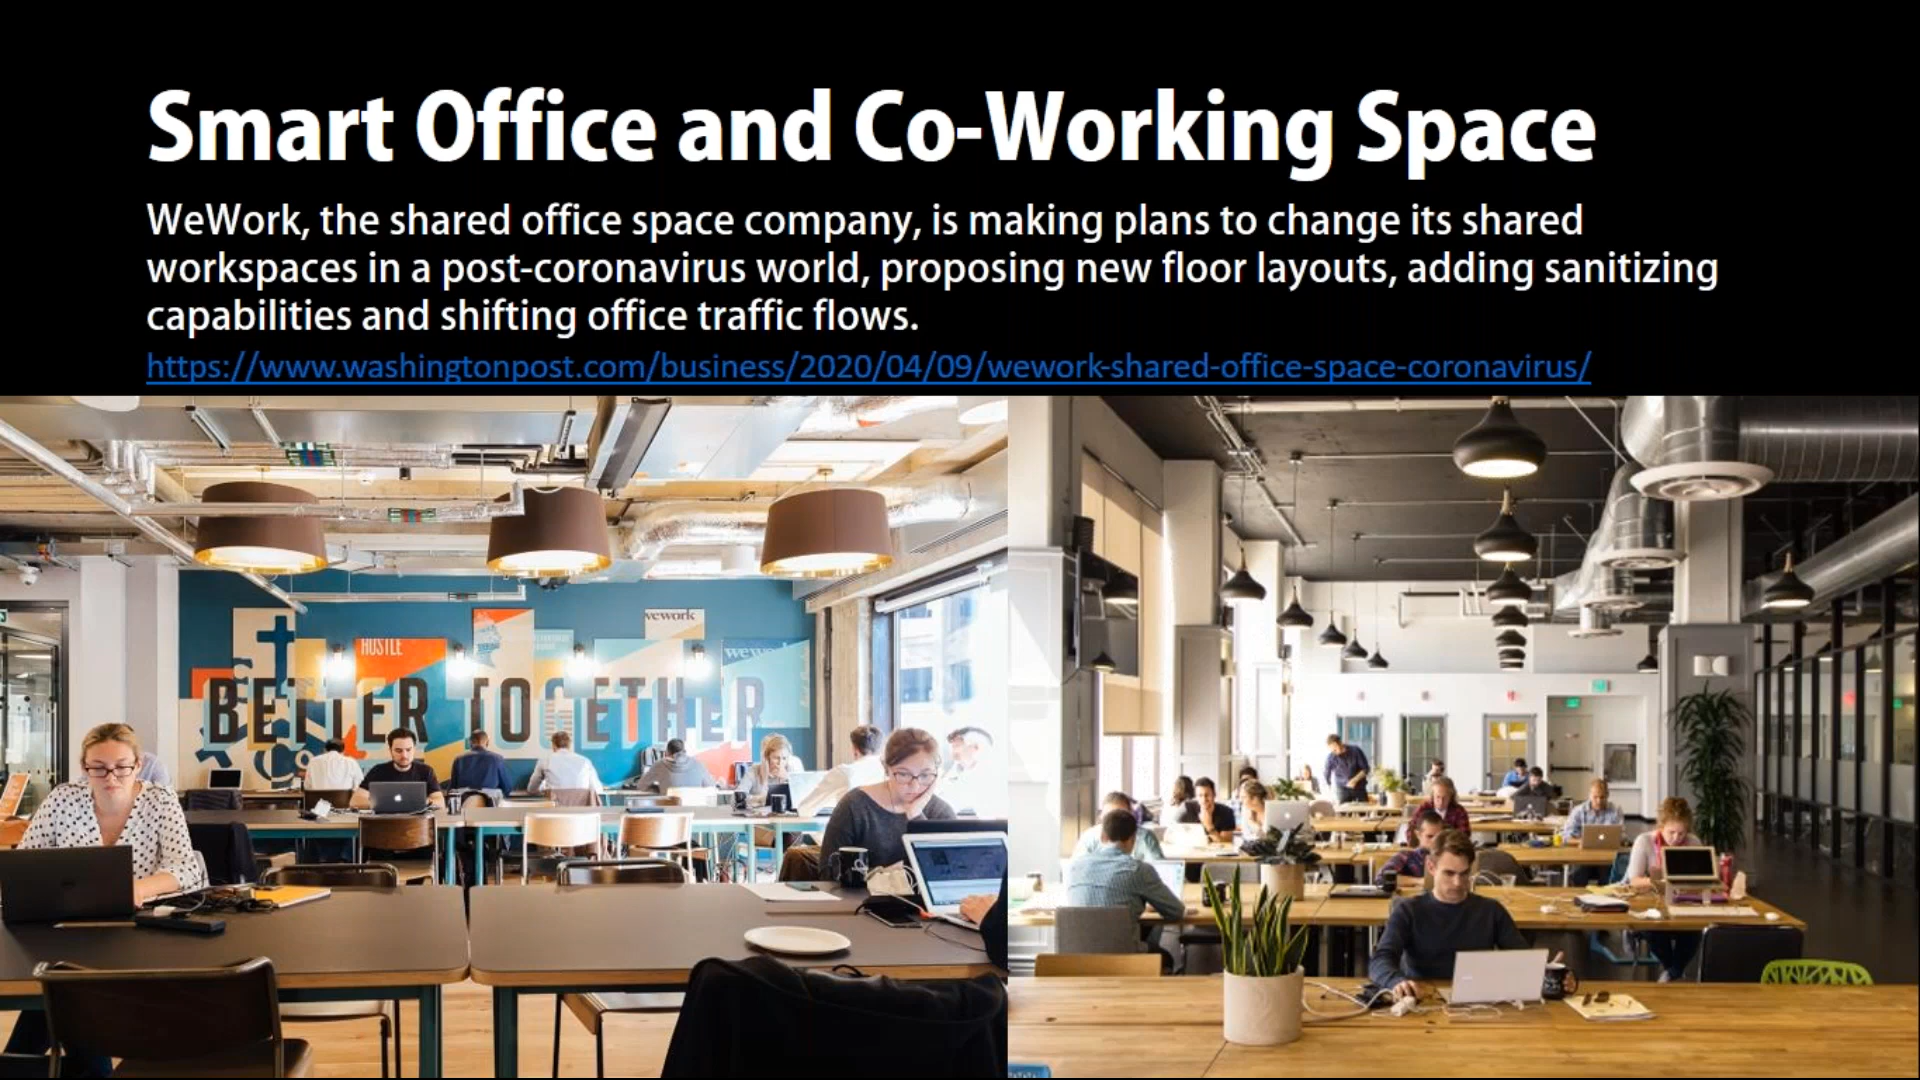 Smart Office and Co-Working Space
WeWork, the shared office space company, is making plans to change its shared
workspaces in a post-coronavirus world, proposing new floor layouts, adding sanitizing
capabilities and shifting office traffic flows.
https://www.washingtonpost.com/business/2020/04/09/wework-shared-office-space-coronavirus/
wework
HUSTLE
wework
BETTER TOGETHER